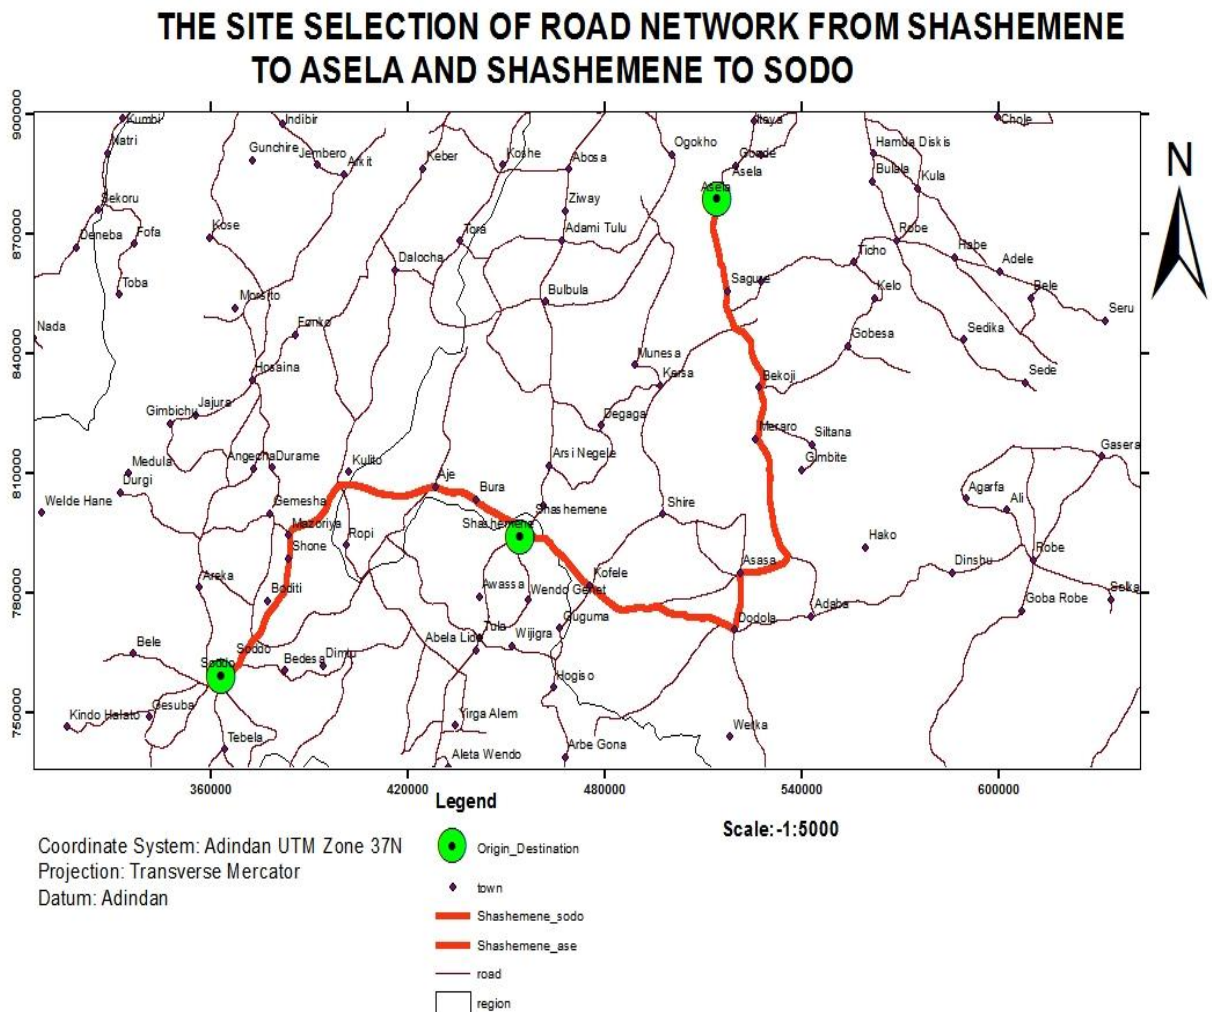 THE SITE SELECTION OF ROAD NETWORK FROM SHASHEMENE
TO ASELA AND SHASHEMENE TO SODO
900000
870000
840000
810000
780000
750000
Kumbi
Indibir
Chole
Natri
Gunchire
Jembero
Arkit
Keber
Koshe
Abosa
Ogokho
Asela
Hamda Diskis
Bulala
Kula
Sekoru
Asela
Ziway
Deneba
Fofa
Kose
Tora
Adami Tulu
Robe
Habe
Dalocha
Ticho
Adele
Toba
Morsito
Bulbula
Sagure
Kelo
Bele
Seru
Nada
Fonko
Gobesa
Sedika
Hosaina
Munesa
Kersa
Bekoji
Sede
Gimbichu
Jajura
Degaga
Meraro
Siltana
Gimbite
Medula
Durgi
Angecha
Durame
Kulito
Aje
Arsi Negele
Gasera
Welde Hane
Gemesha
Bura
Shashemene
Shire
Agarfa
Ali
Mazoriya
Shashemene
Shone
Ropi
Hako
Robe
Areka
Boditi
Awassa
Wendo Genet
Kofele
Asasa
Dinshu
Selka
Goba Robe
Guguma
Dodola
Adaba
Bele
Soddo
Soddo
Bedesa
Dimtu
Tula
Wijigra
Kindo Halato
Gesuba
Hogiso
Tebela
Yirga Alem
Werka
Aleta Wendo
Arbe Gona
360000
420000
480000
540000
600000
N
Legend
Scale:-1:5000
Coordinate System: Adindan UTM Zone 37N
Projection: Transverse Mercator
Datum: Adindan
Origin_Destination
town
Shashemene_sodo
Shashemene_ase
road
region